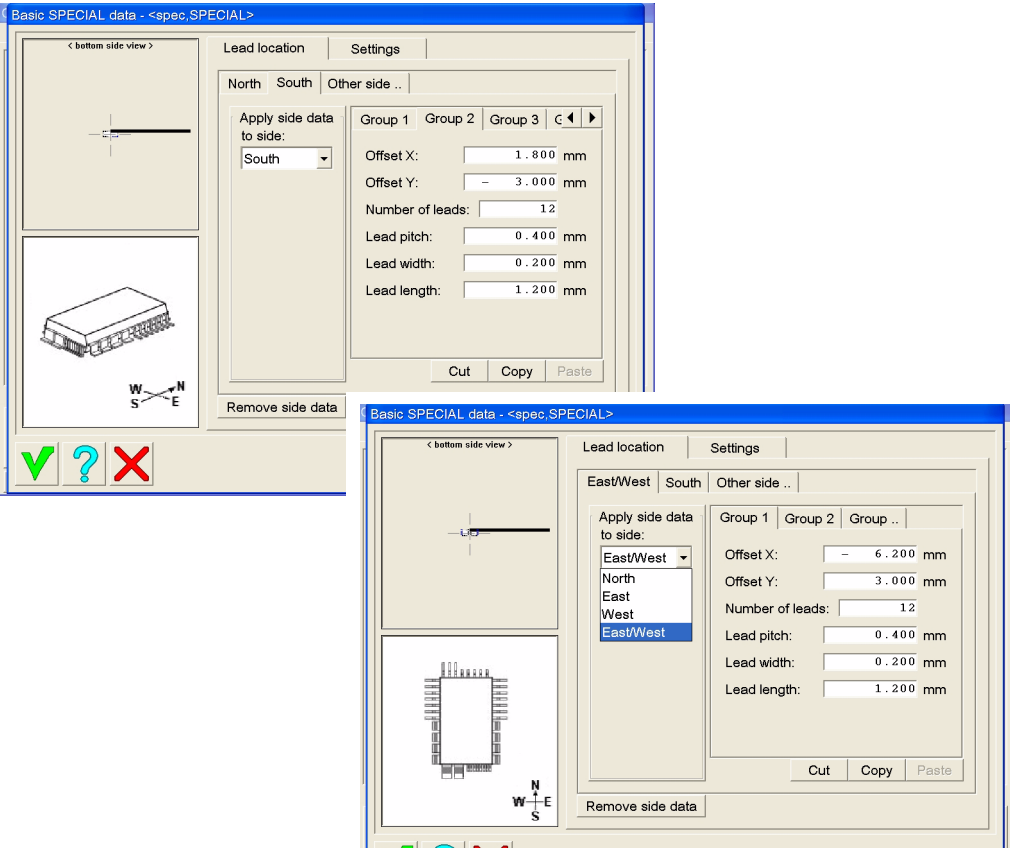 Basic SPECIAL data - <spec,SPECIAL>
< bottom side view >
Lead location
Settings
North
South
Other side ..
Apply side data
to side:
South
Group 1
Group 2
Group 3
Offset X: 1.800 mm
Offset Y: - 3.000 mm
Number of leads: 12
Lead pitch: 0.400 mm
Lead width: 0.200 mm
Lead length: 1.200 mm
Cut
Copy
Paste
W N
S E
Remove side data
Basic SPECIAL data - <spec,SPECIAL>
< bottom side view >
Lead location
Settings
East/West
South
Other side ..
Apply side data
to side:
East/West
North
East
West
East/West
Group 1
Group 2
Group ..
Offset X: - 6.200 mm
Offset Y: 3.000 mm
Number of leads: 12
Lead pitch: 0.400 mm
Lead width: 0.200 mm
Lead length: 1.200 mm
Cut
Copy
Paste
N
W E
S
Remove side data